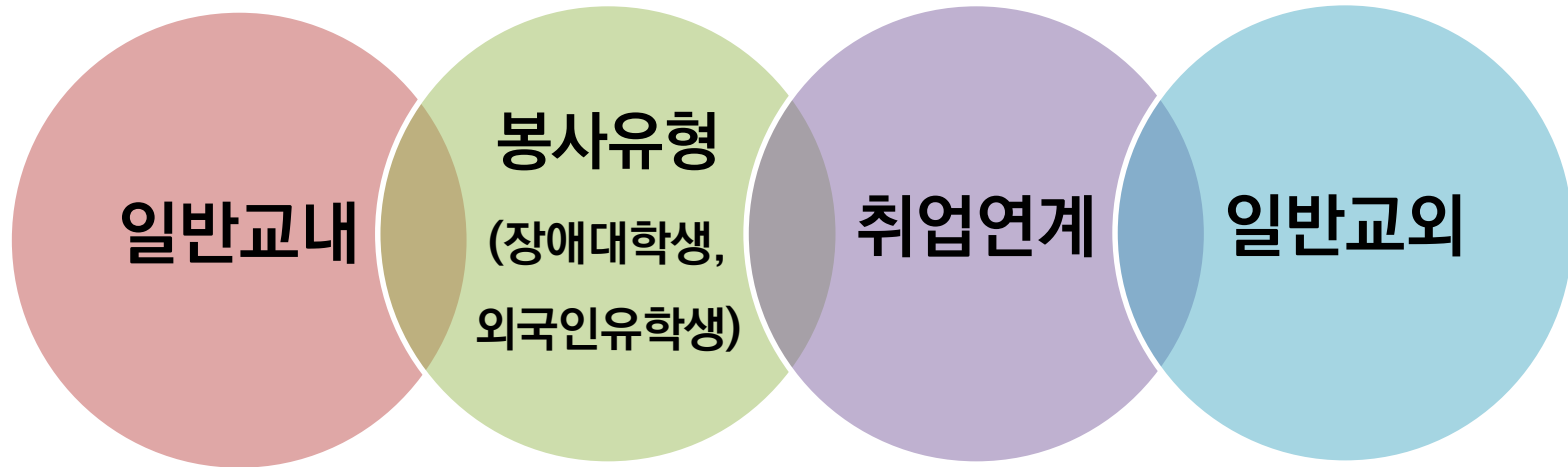 일반교내
봉사유형
(장애대학생,
외국인유학생)
취업연계
일반교외